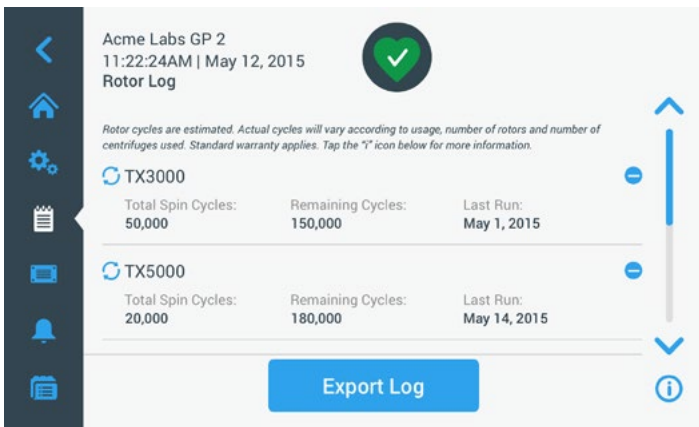 Acme Labs GP 2
11:22:24AM | May 12, 2015
Rotor Log
Rotor cycles are estimated. Actual cycles will vary according to usage, number of rotors and number of
centrifuges used. Standard warranty applies. Tap the "i" icon below for more information.
TX3000
Total Spin Cycles: Remaining Cycles: Last Run:
50,000 150,000 May 1, 2015
TX5000
Total Spin Cycles: Remaining Cycles: Last Run:
20,000 180,000 May 14, 2015
Export Log
i